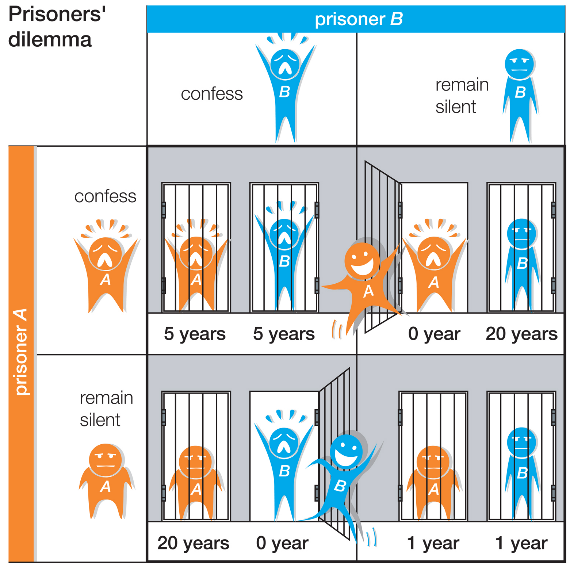 Prisoners'
dilemma
prisoner B
confess
B
remain
silent
B
prisoner A
confess
A
A
B
A
A
B
5 years
5 years
0 year
20 years
remain
silent
A
A
B
B
A
B
20 years
0 year
1 year
1 year